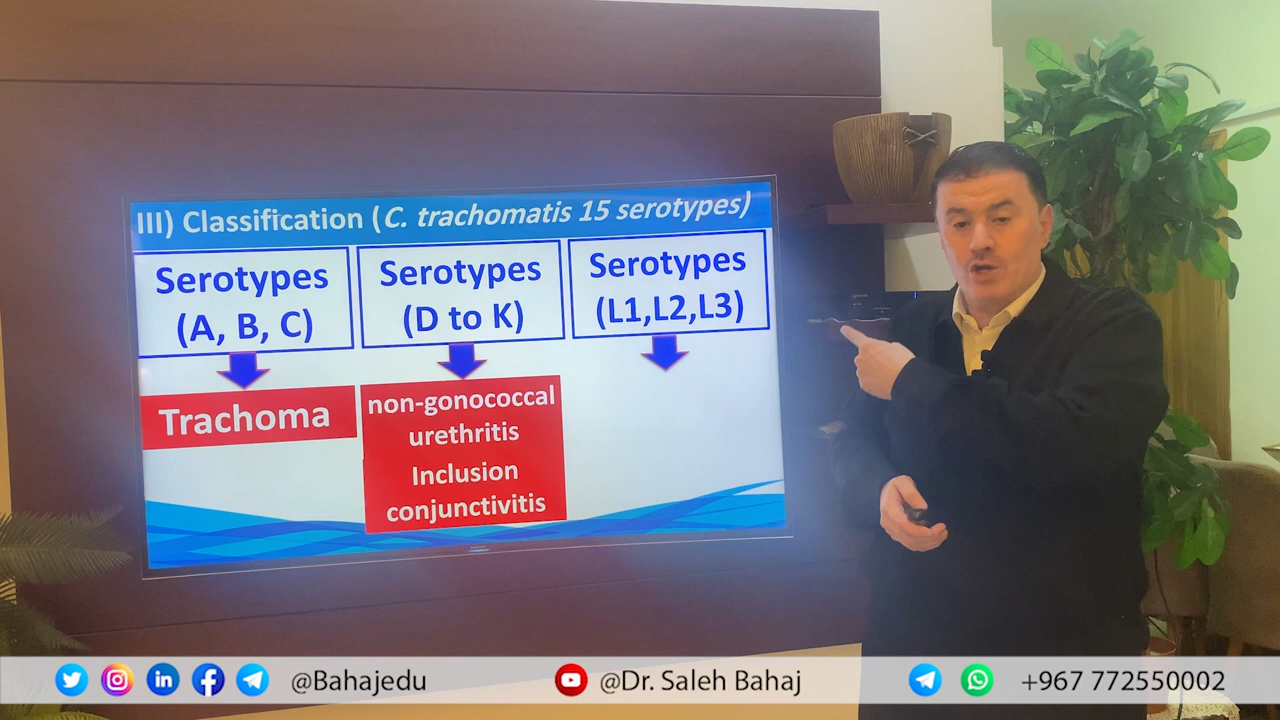 III) Classification (C. trachomatis 15 serotypes)
Serotypes
(A, B, C)
Serotypes
(D to K)
Serotypes
(L1,L2,L3)
Trachoma
non-gonococcal
urethritis
Inclusion
conjunctivitis
@Bahajedu
@Dr. Saleh Bahaj
+967 772550002